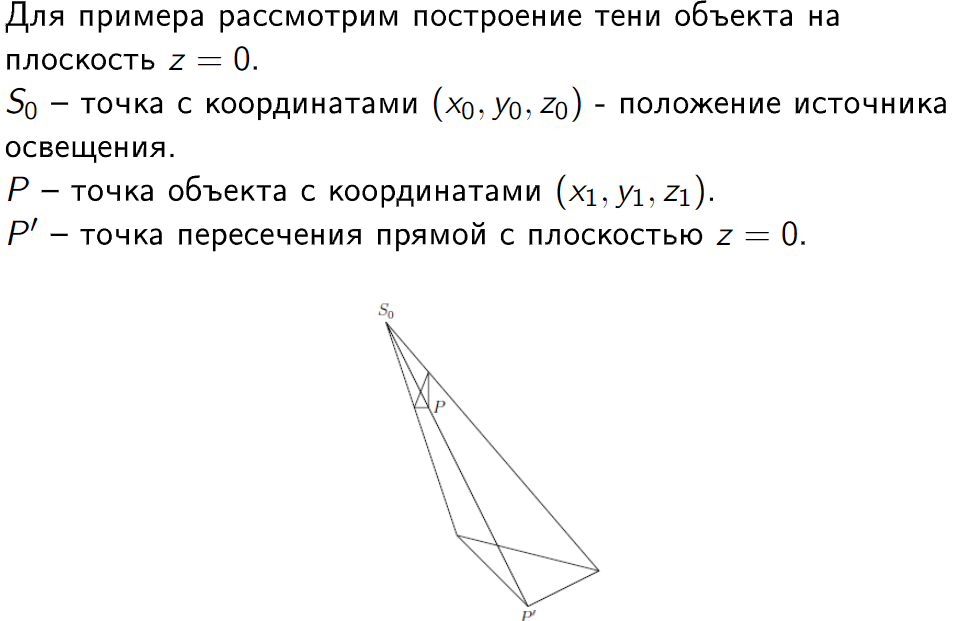 Для примера рассмотрим построение тени объекта на
плоскость z = 0.
S₀ – точка с координатами (x₀, y₀, z₀) - положение источника
освещения.
P – точка объекта с координатами (x₁, y₁, z₁).
P′ – точка пересечения прямой с плоскостью z = 0.
S₀
P
P′